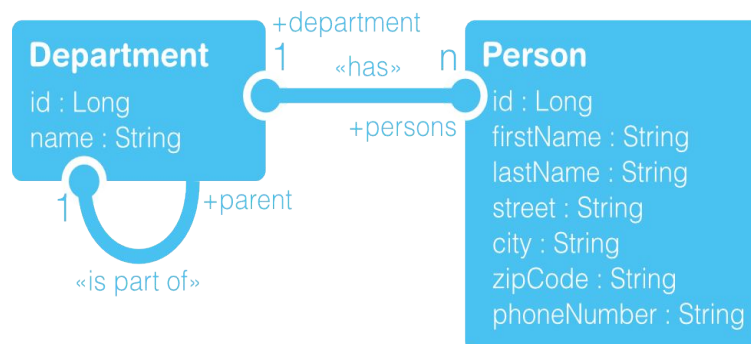 Department
id : Long
name : String
1
+parent
«is part of»
+department
1
«has»
n
+persons
Person
id : Long
firstName : String
lastName : String
street : String
city : String
zipCode : String
phoneNumber : String